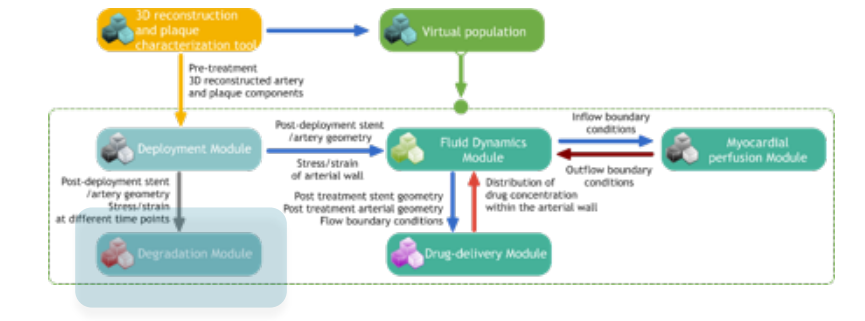 3D reconstruction
and plaque
characterization tool
Virtual population
Pre-treatment
3D reconstructed artery
and plaque components
Deployment Module
Post-deployment stent
/artery geometry
Stress/strain
of arterial wall
Fluid Dynamics
Module
Inflow boundary
conditions
Outflow boundary
conditions
Myocardial
perfusion Module
Post-deployment stent
/artery geometry
Stress/strain
at different time points
Post treatment stent geometry
Post treatment arterial geometry
Flow boundary conditions
Distribution of
drug concentration
within the arterial wall
Degradation Module
Drug-delivery Module